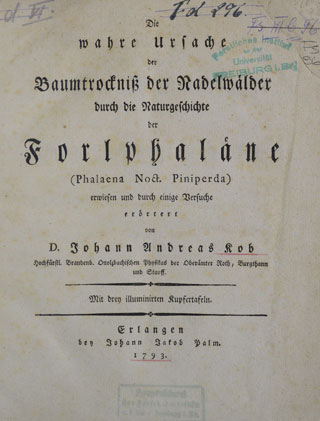 Fd 296.
Die
wahre Ursache
der
Baumtrockniß der Nadelwälder
durch die Naturgeschichte
der
Forlphaläne
(Phalaena Noct. Piniperda)
erwiesen und durch einige Versuche
erörtert
von
D. Johann Andreas Kob
Hochfürstl. Brandenb. Onolzbachischen Physikus der Oberämter Roth, Burgthann
und Stauff.
Mit drey illuminirten Kupfertafeln.
Erlangen
bey Johann Jakob Palm.
1793.